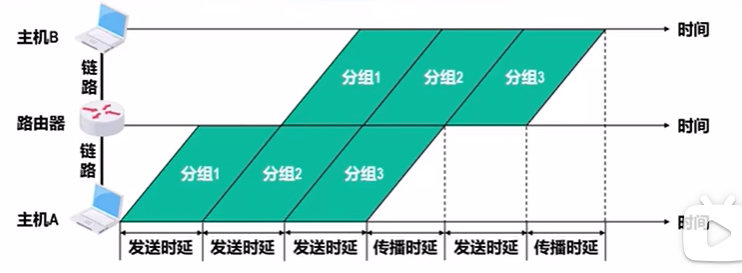 主机B 时间
链路
分组1 分组2 分组3
路由器 时间
链路
分组1 分组2 分组3
主机A 时间
发送时延 发送时延 发送时延 传播时延 发送时延 传播时延